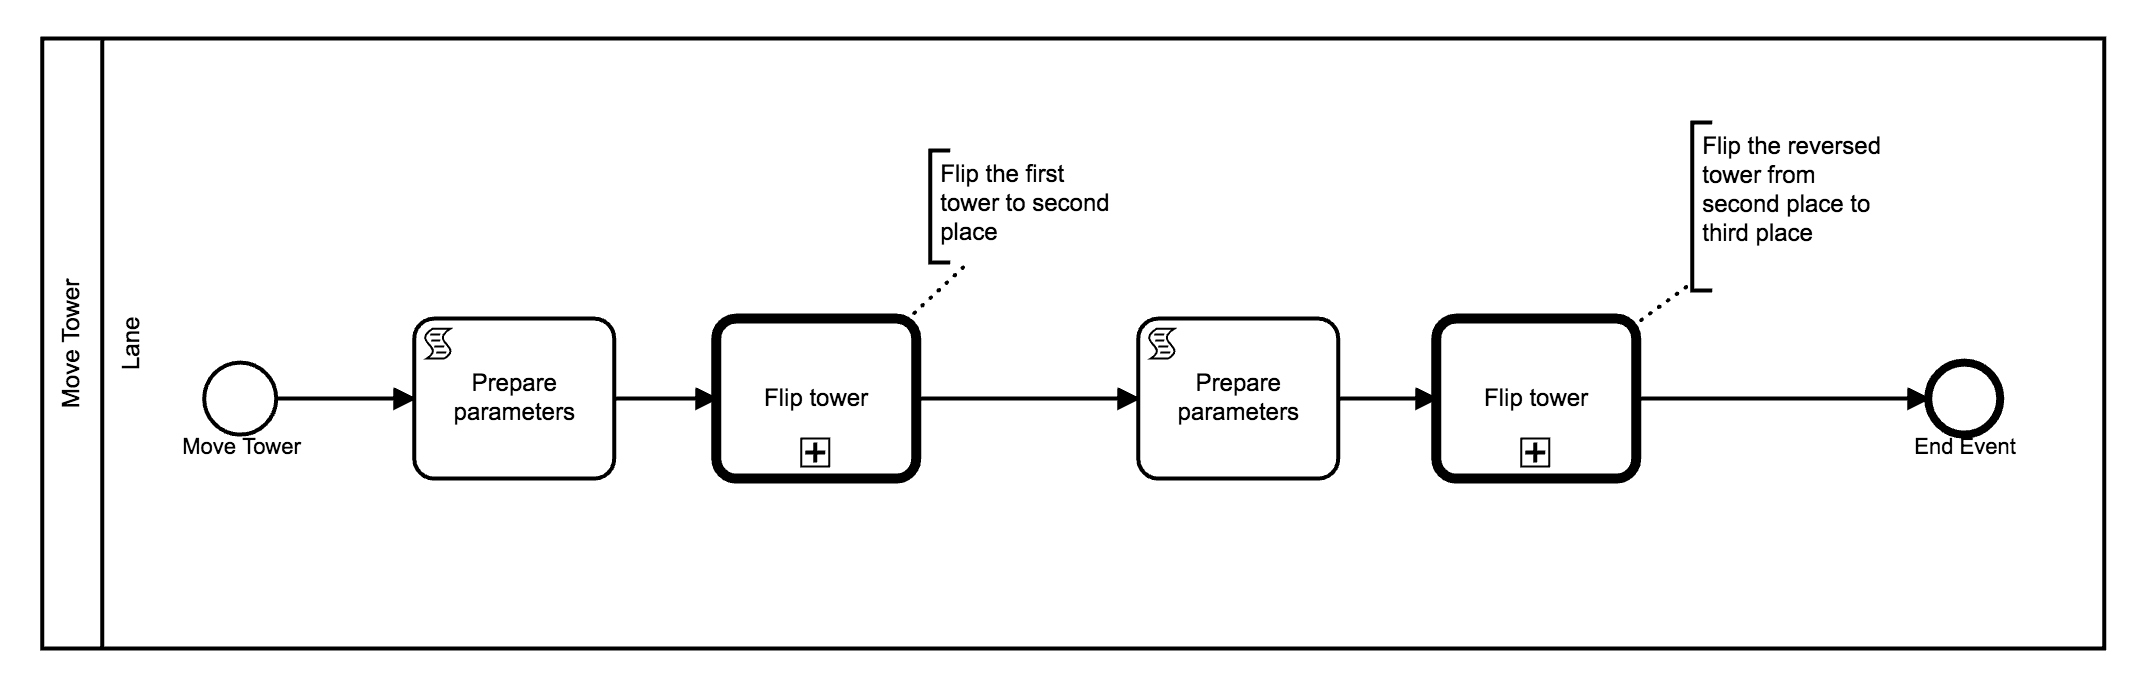 Move Tower
Lane
Move Tower
Prepare
parameters
Flip tower
Flip the first
tower to second
place
Prepare
parameters
Flip tower
Flip the reversed
tower from
second place to
third place
End Event